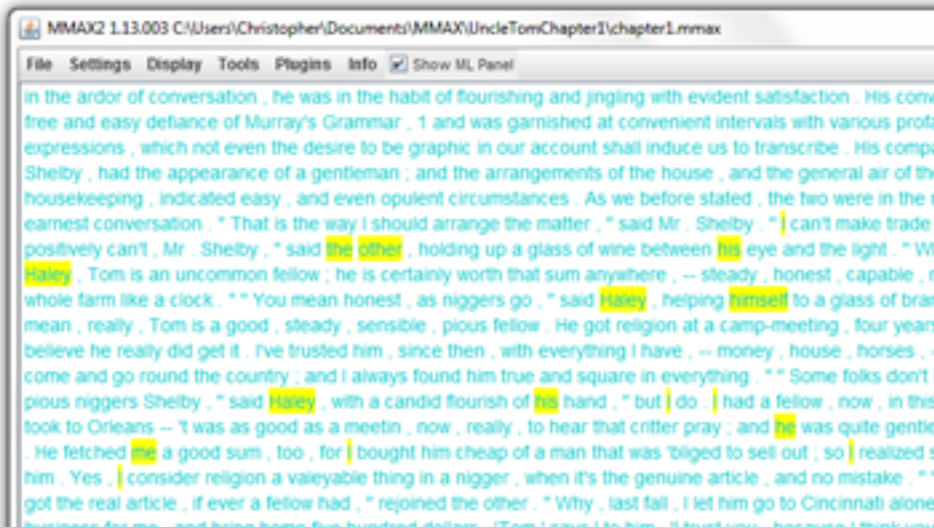 MMAX2 1.13.003 C:\Users\Christopher\Documents\MMAX\UncleTomChapter1\chapter1.mmax
File Settings Display Tools Plugins Info Show ML Panel
in the ardor of conversation , he was in the habit of flourishing and jingling with evident satisfaction . His
free and easy defiance of Murray's Grammar , 1 and was garnished at convenient intervals with various
expressions , which not even the desire to be graphic in our account shall induce us to transcribe . His
Shelby , had the appearance of a gentleman ; and the arrangements of the house , and the general air of
housekeeping , indicated easy , and even opulent circumstances . As we before stated , the two were in the
earnest conversation . " That is the way I should arrange the matter , " said Mr . Shelby . " I can't make trade
positively can't , Mr . Shelby , " said the other , holding up a glass of wine between his eye and the light . "
Haley , Tom is an uncommon fellow ; he is certainly worth that sum anywhere , -- steady , honest , capable ,
whole farm like a clock . " " You mean honest , as niggers go , " said Haley , helping himself to a glass of
mean , really , Tom is a good , steady , sensible , pious fellow . He got religion at a camp-meeting , four years
believe he really did get it . I've trusted him , since then , with everything I have , -- money , house , horses , -
come and go round the country ; and I always found him true and square in everything . " " Some folks don't
pious niggers Shelby , " said Haley , with a candid flourish of his hand , " but I do . I had a fellow , now , in this
took to Orleans -- 't was as good as a meetin , now , really , to hear that critter pray ; and he was quite
. He fetched me a good sum , too , for I bought him cheap of a man that was 'bliged to sell out ; so I realized
him . Yes , I consider religion a valeyable thing in a nigger , when it's the genuine article , and no mistake . "
got the real article , if ever a fellow had , " rejoined the other . " Why , last fall , I let him go to Cincinnati alone
business for me , and bring home five hundred dollars . 'Tom , ' says I to him , 'I trust you ,